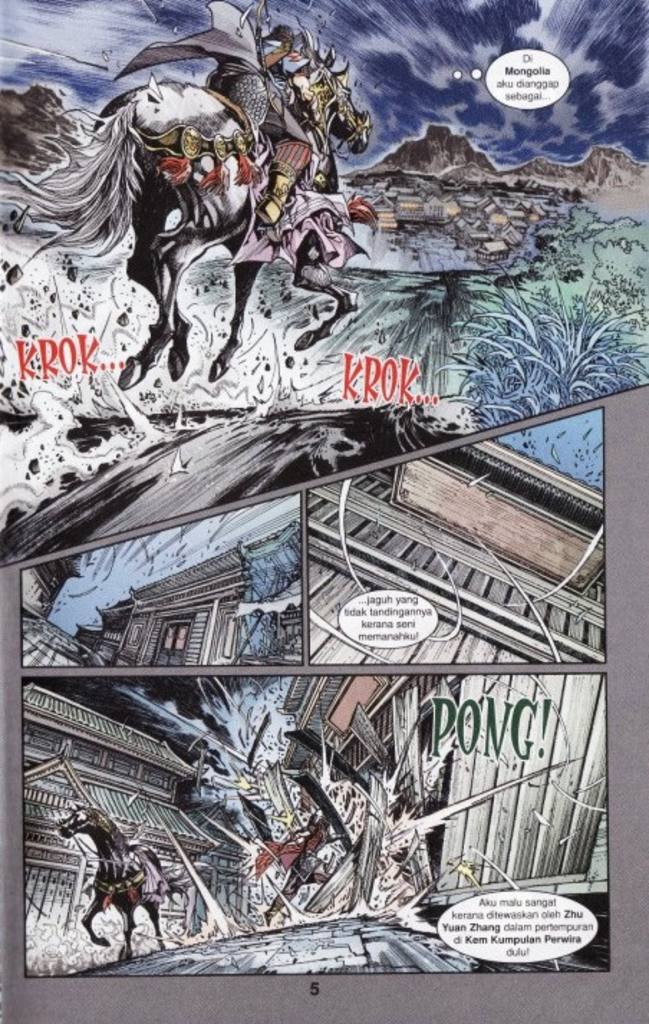 Di
Mongolia
aku dianggap
sebagai...
KROK...
KROK...
...jaguh yang
tidak tandingannya
kerana seni
memanahku!
PONG!
Aku malu sangat
kerana ditewaskan oleh Zhu
Yuan Zhang dalam pertempuran
di Kem Kumpulan Perwira
dulu!
5